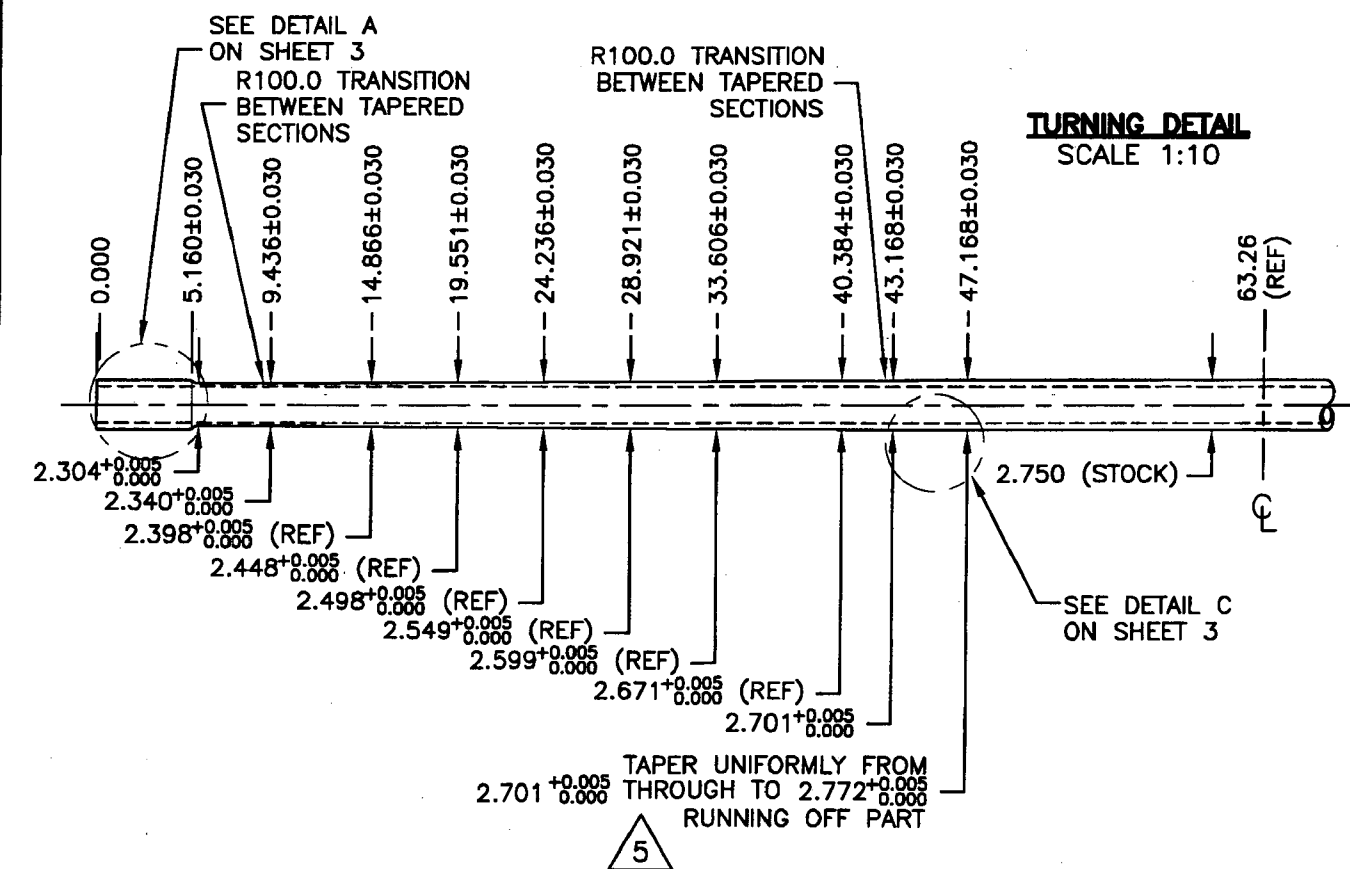 SEE DETAIL A
ON SHEET 3
R100.0 TRANSITION
BETWEEN TAPERED
SECTIONS
R100.0 TRANSITION
BETWEEN TAPERED
SECTIONS
TURNING DETAIL
SCALE 1:10
0.000
5.160±0.030
9.436±0.030
14.866±0.030
19.551±0.030
24.236±0.030
28.921±0.030
33.606±0.030
40.384±0.030
43.168±0.030
47.168±0.030
63.26
(REF)
2.304+0.005 0.000
2.340+0.005 0.000
2.398+0.005 0.000 (REF)
2.448+0.005 0.000 (REF)
2.498+0.005 0.000 (REF)
2.549+0.005 0.000 (REF)
2.599+0.005 0.000 (REF)
2.671+0.005 0.000 (REF)
2.701+0.005 0.000
2.750 (STOCK)
℄
SEE DETAIL C
ON SHEET 3
TAPER UNIFORMLY FROM
2.701 +0.005 0.000 THROUGH TO 2.772+0.005 0.000
RUNNING OFF PART
5